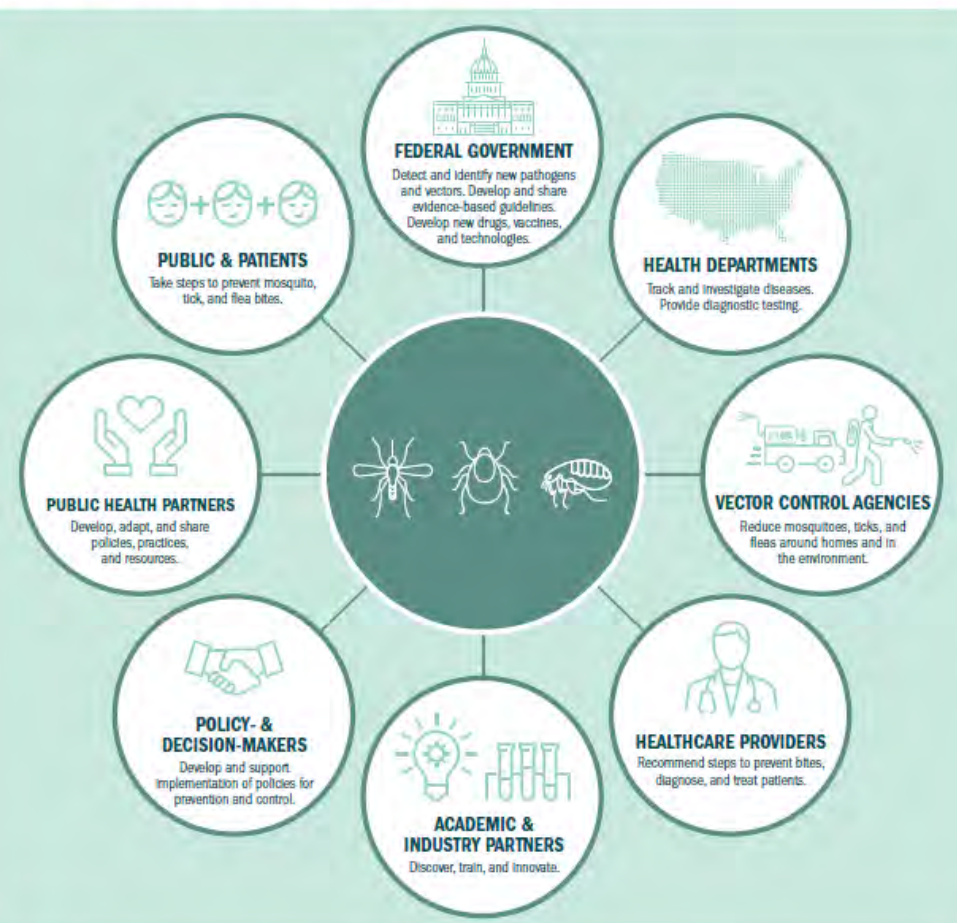 FEDERAL GOVERNMENT
Detect and identify new pathogens
and vectors. Develop and share
evidence-based guidelines.
Develop new drugs, vaccines,
and technologies.
HEALTH DEPARTMENTS
Track and investigate diseases.
Provide diagnostic testing.
VECTOR CONTROL AGENCIES
Reduce mosquitoes, ticks, and
fleas around homes and in
the environment.
HEALTHCARE PROVIDERS
Recommend steps to prevent bites,
diagnose, and treat patients.
ACADEMIC &
INDUSTRY PARTNERS
Discover, train, and innovate.
POLICY- &
DECISION-MAKERS
Develop and support
implementation of policies for
prevention and control.
PUBLIC HEALTH PARTNERS
Develop, adapt, and share
policies, practices,
and resources.
PUBLIC & PATIENTS
Take steps to prevent mosquito,
tick, and flea bites.